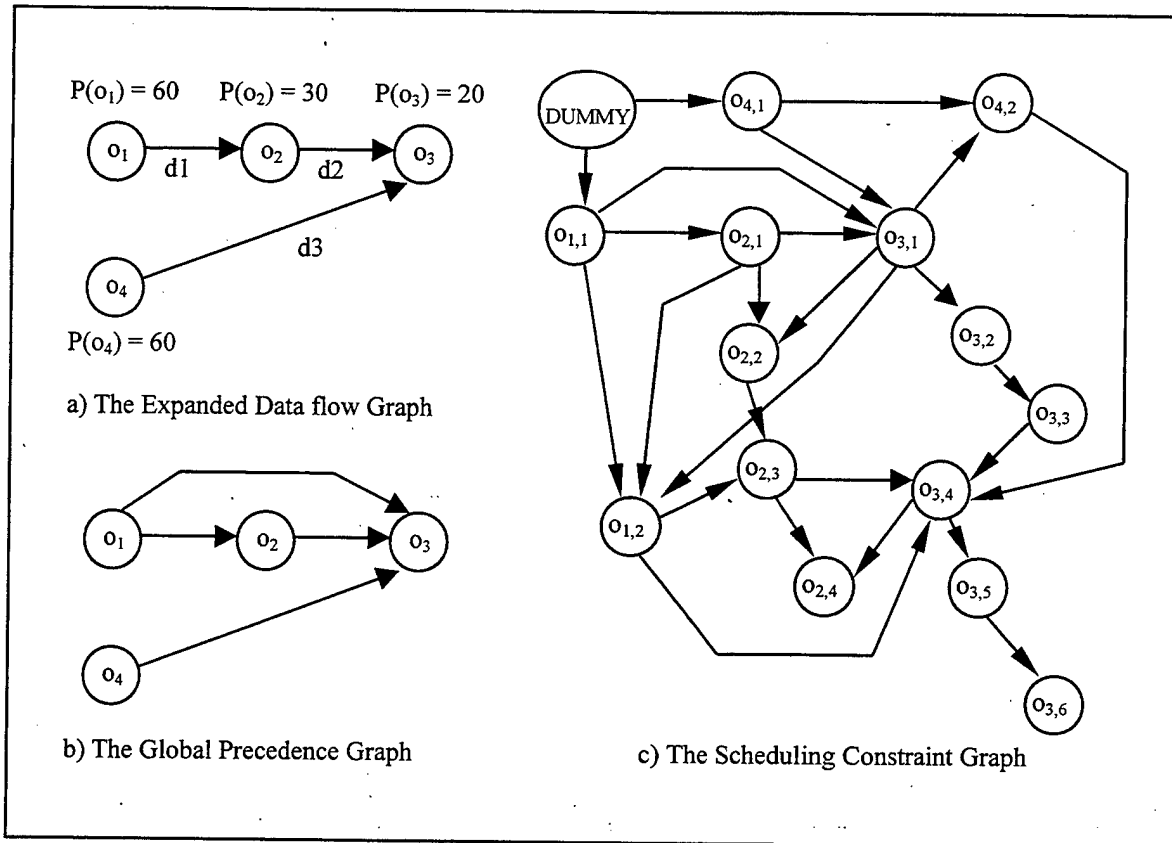 P(o₁) = 60 P(o₂) = 30 P(o₃) = 20
o₁ d1 o₂ d2 o₃
d3
o₄
P(o₄) = 60
a) The Expanded Data flow Graph
o₁ o₂ o₃
o₄
b) The Global Precedence Graph
DUMMY o₄,₁ o₄,₂
o₁,₁ o₂,₁ o₃,₁
o₂,₂ o₃,₂
o₃,₃
o₂,₃ o₃,₄
o₁,₂
o₂,₄ o₃,₅
o₃,₆
c) The Scheduling Constraint Graph